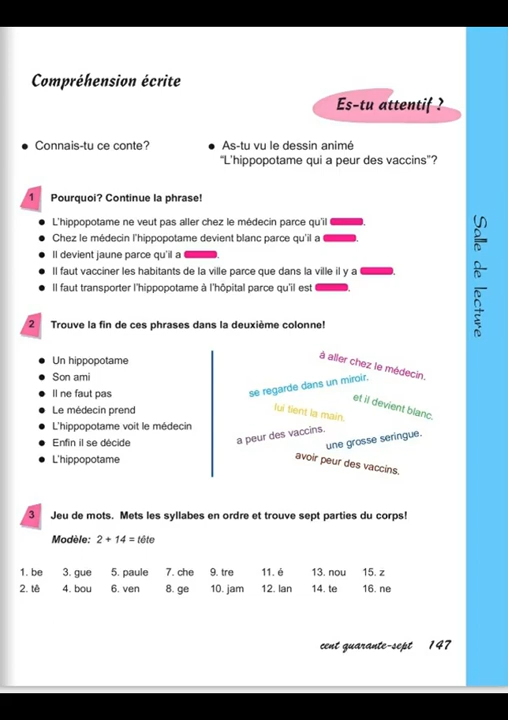 Compréhension écrite
Es-tu attentif ?
• Connais-tu ce conte?
• As-tu vu le dessin animé
"L'hippopotame qui a peur des vaccins"?
1 Pourquoi? Continue la phrase!
• L'hippopotame ne veut pas aller chez le médecin parce qu'il .
• Chez le médecin l'hippopotame devient blanc parce qu'il a .
• Il devient jaune parce qu'il a .
• Il faut vacciner les habitants de la ville parce que dans la ville il y a .
• Il faut transporter l'hippopotame à l'hôpital parce qu'il est .
2 Trouve la fin de ces phrases dans la deuxième colonne!
• Un hippopotame
• Son ami
• Il ne faut pas
• Le médecin prend
• L'hippopotame voit le médecin
• Enfin il se décide
• L'hippopotame
à aller chez le médecin.
se regarde dans un miroir.
et il devient blanc.
lui tient la main.
a peur des vaccins.
une grosse seringue.
avoir peur des vaccins.
3 Jeu de mots. Mets les syllabes en ordre et trouve sept parties du corps!
Modèle: 2 + 14 = tête
1. be 3. gue 5. paule 7. che 9. tre 11. é 13. nou 15. z
2. tê 4. bou 6. ven 8. ge 10. jam 12. lan 14. te 16. ne
cent quarante-sept 147
Salle de lecture